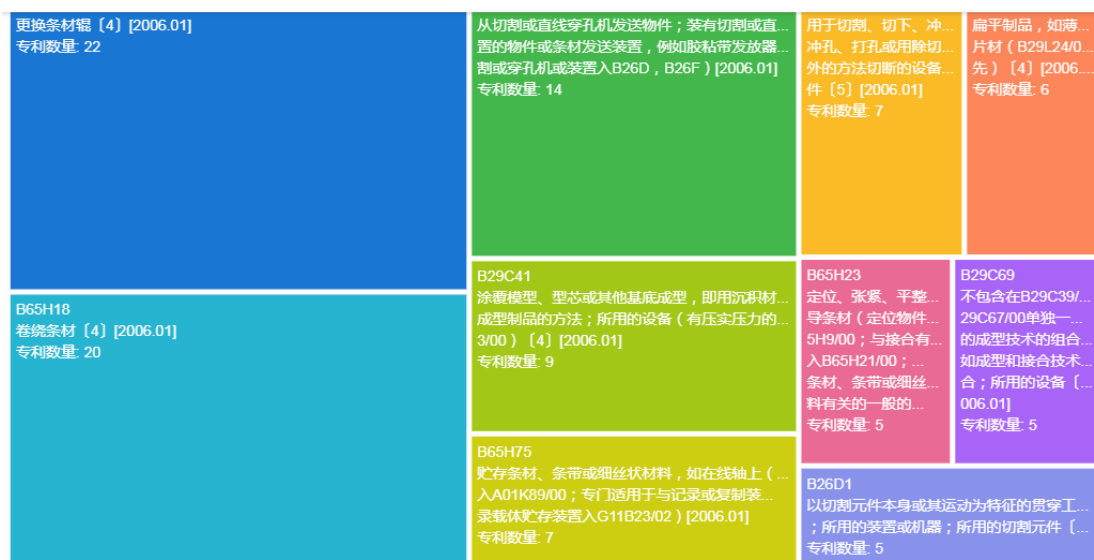 更换条材辊〔4〕[2006.01]
专利数量: 22
从切割或直线穿孔机发送物件；装有切割或直...
置的物件或条材发送装置，例如胶粘带发放器...
割或穿孔机或装置入B26D，B26F）[2006.01]
专利数量: 14
用于切割、切下、冲...
冲孔、打孔或用除切...
外的方法切断的设备...
件〔5〕[2006.01]
专利数量: 7
扁平制品，如薄...
片材（B29L24/0...
先）〔4〕[2006....
专利数量: 6
B65H18
卷绕条材〔4〕[2006.01]
专利数量: 20
B29C41
涂覆模型、型芯或其他基底成型，即用沉积材...
成型制品的方法；所用的设备（有压实压力的...
3/00）〔4〕[2006.01]
专利数量: 9
B65H75
贮存条材、条带或细丝状材料，如在线轴上（...
入A01K89/00；专门适用于与记录或复制装...
录载体贮存装置入G11B23/02）[2006.01]
专利数量: 7
B65H23
定位、张紧、平整...
导条材（定位物件...
5H9/00；与接合有...
入B65H21/00；...
条材、条带或细丝...
料有关的一般的...
专利数量: 5
B29C69
不包含在B29C39/...
29C67/00单独一...
的成型技术的组合...
如成型和接合技术...
合；所用的设备〔...
006.01]
专利数量: 5
B26D1
以切割元件本身或其运动为特征的贯穿工...
；所用的装置或机器；所用的切割元件〔...
专利数量: 5